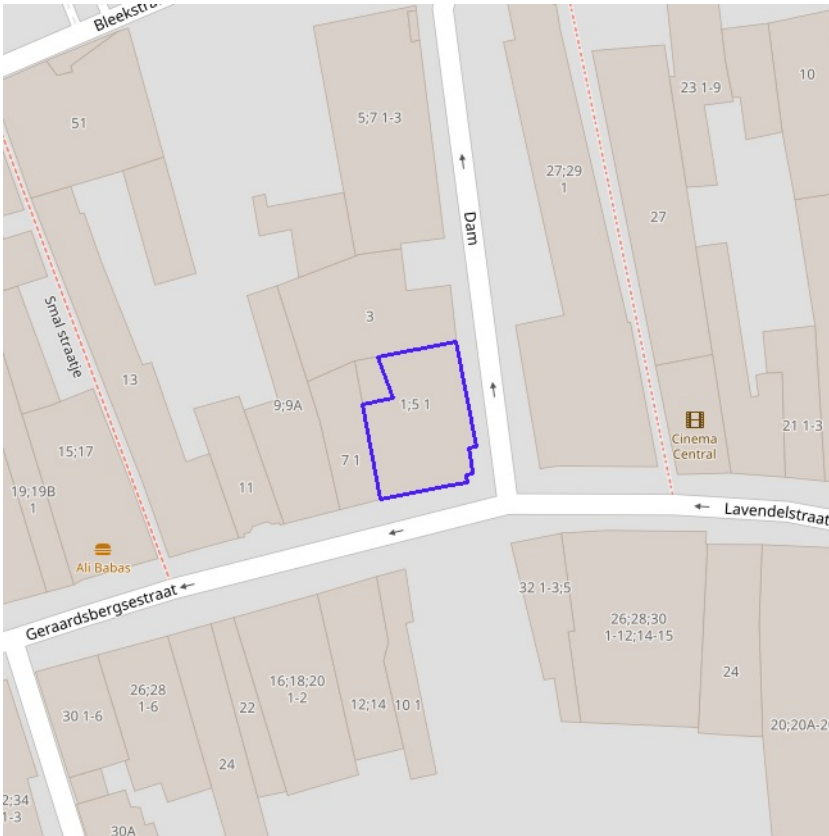 Bleekstra
51
5;7 1-3
Dam
27;29
1
23 1-9
10
27
Smal straatje
13
3
9;9A
1;5 1
7 1
15;17
11
19;19B
1
Cinema
Central
21 1-3
Ali Babas
Lavendelstraat
Geraardsbergsestraat
32 1-3;5
26;28;30
1-12;14-15
24
20;20A-20
30 1-6
26;28
1-6
22
24
16;18;20
1-2
12;14
10 1
2;34
1-3
30A